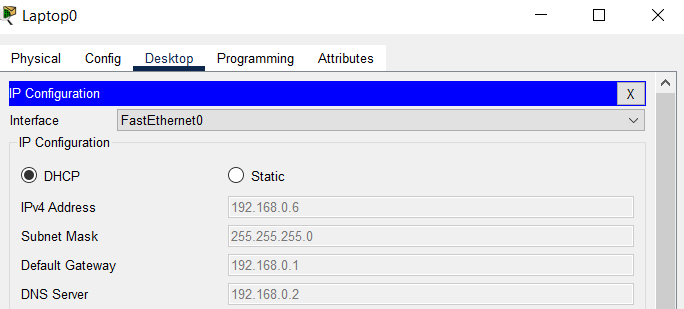 Laptop0
Physical Config Desktop Programming Attributes
IP Configuration X
Interface FastEthernet0
IP Configuration
DHCP Static
IPv4 Address 192.168.0.6
Subnet Mask 255.255.255.0
Default Gateway 192.168.0.1
DNS Server 192.168.0.2